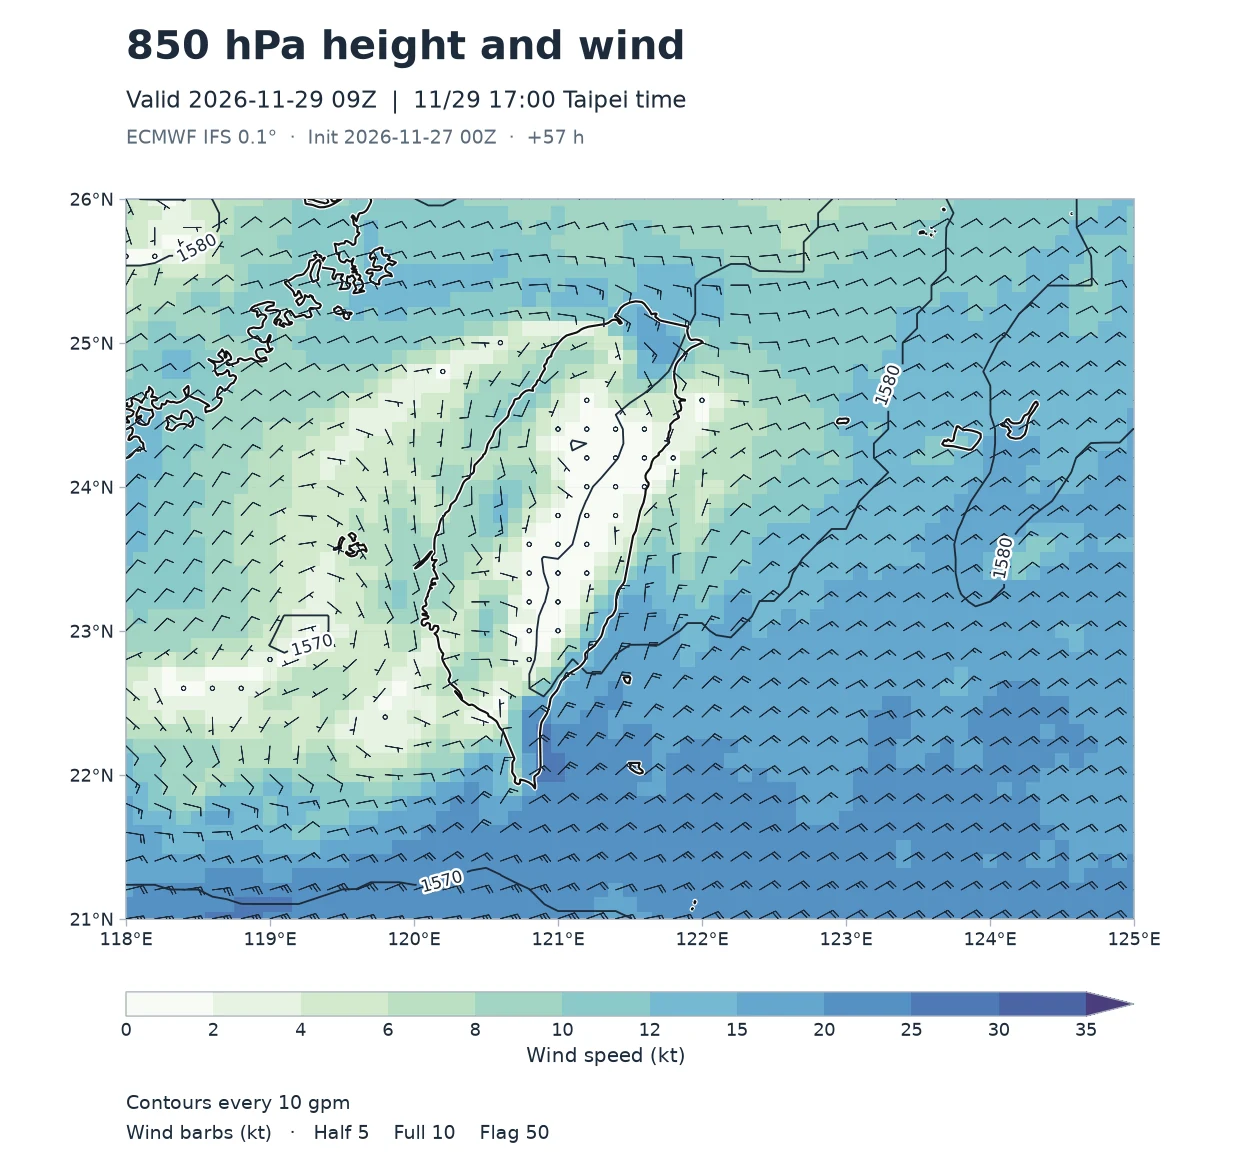 850 hPa height and wind
Valid 2026-11-29 09Z | 11/29 17:00 Taipei time
ECMWF IFS 0.1° · Init 2026-11-27 00Z · +57 h
26°N
1580
25°N
1580
24°N
1580
23°N
1570
22°N
1570
21°N
118°E 119°E 120°E 121°E 122°E 123°E 124°E 125°E
0 2 4 6 8 10 12 15 20 25 30 35
Wind speed (kt)
Contours every 10 gpm
Wind barbs (kt) · Half 5 Full 10 Flag 50